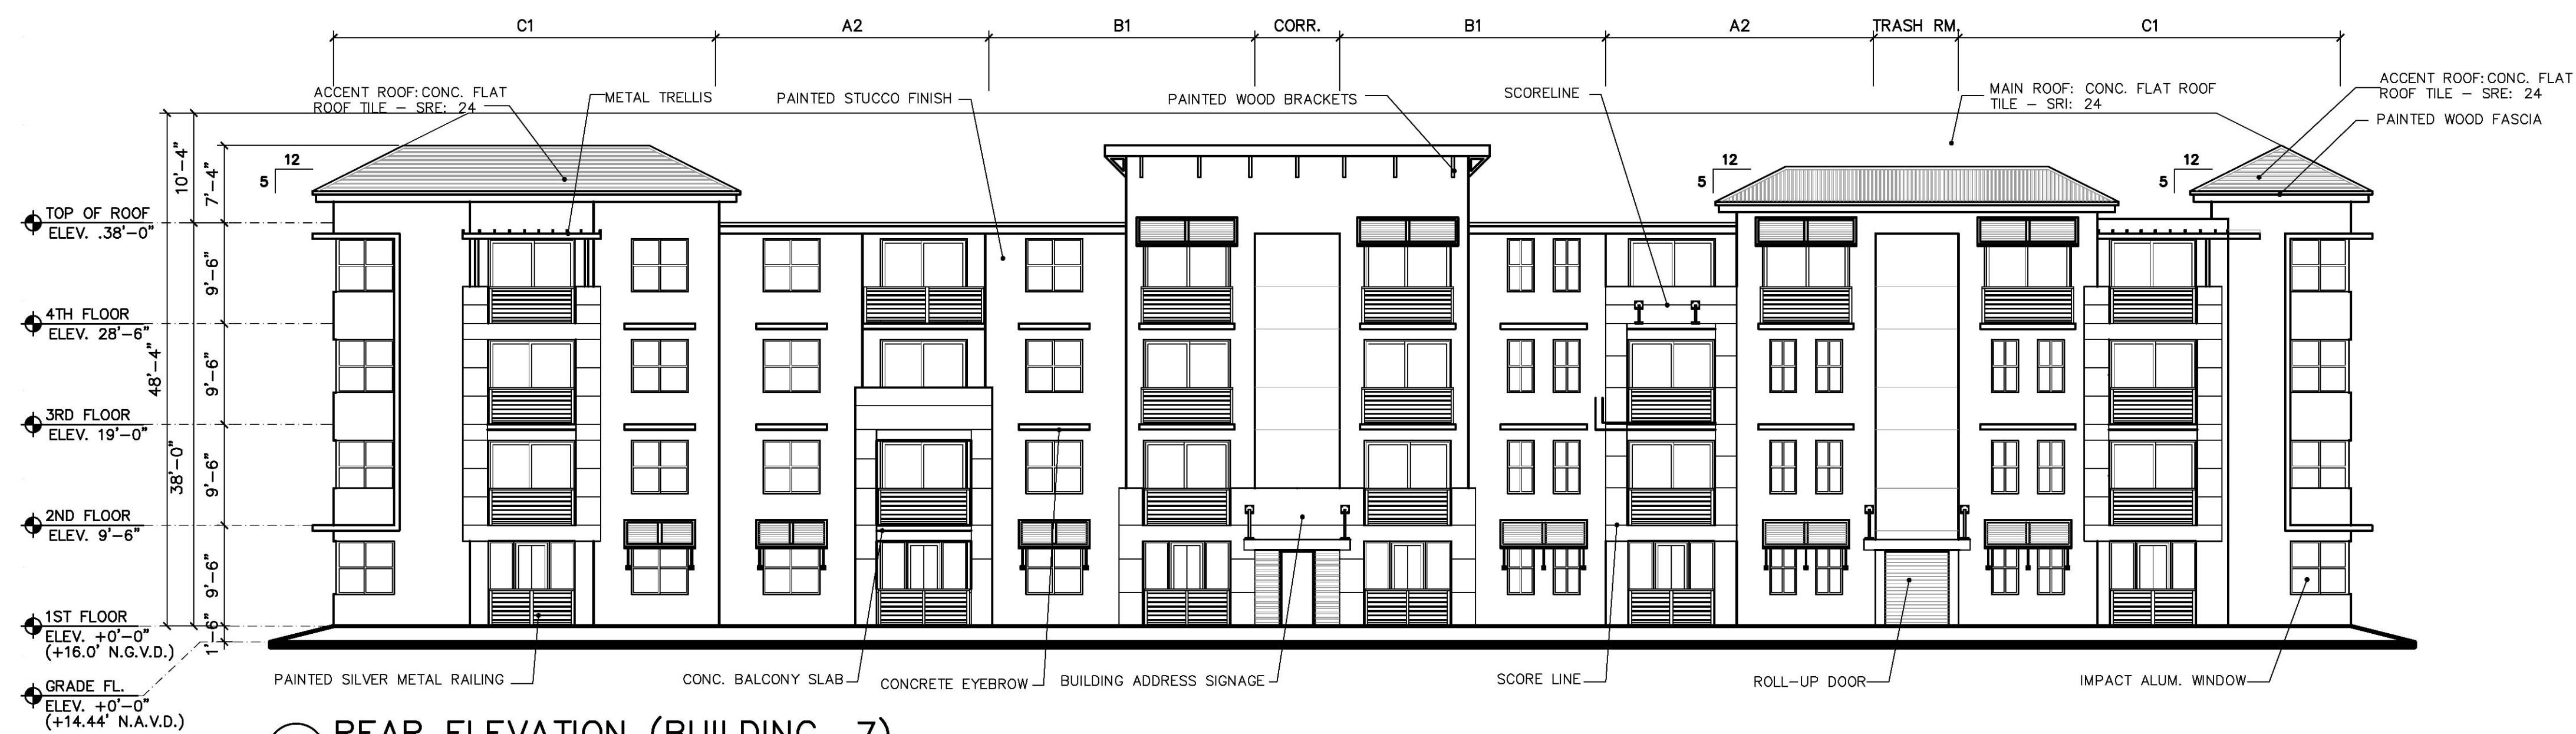 C1
A2
B1
CORR.
B1
A2
TRASH RM.
C1
ACCENT ROOF: CONC. FLAT
ROOF TILE – SRE: 24
METAL TRELLIS
PAINTED STUCCO FINISH
PAINTED WOOD BRACKETS
SCORELINE
MAIN ROOF: CONC. FLAT ROOF
TILE – SRI: 24
ACCENT ROOF: CONC. FLAT
ROOF TILE – SRE: 24
PAINTED WOOD FASCIA
12
5
12
5
12
5
10'–4"
7'–4"
TOP OF ROOF
ELEV. .38'–0"
9'–6"
4TH FLOOR
ELEV. 28'–6"
48'–4"
9'–6"
3RD FLOOR
ELEV. 19'–0"
38'–0"
9'–6"
2ND FLOOR
ELEV. 9'–6"
9'–6"
1ST FLOOR
ELEV. +0'–0"
(+16.0' N.G.V.D.)
1'–6"
GRADE FL.
ELEV. +0'–0"
(+14.44' N.A.V.D.)
PAINTED SILVER METAL RAILING
CONC. BALCONY SLAB
CONCRETE EYEBROW
BUILDING ADDRESS SIGNAGE
SCORE LINE
ROLL–UP DOOR
IMPACT ALUM. WINDOW
REAR ELEVATION (BUILDING 7)